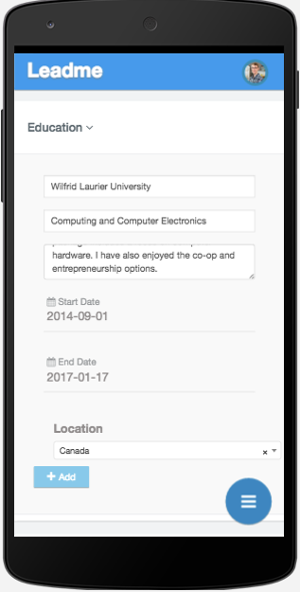 Leadme
Education
Wilfrid Laurier University
Computing and Computer Electronics
hardware. I have also enjoyed the co-op and
entrepreneurship options.
Start Date
2014-09-01
End Date
2017-01-17
Location
Canada
× 
+ Add